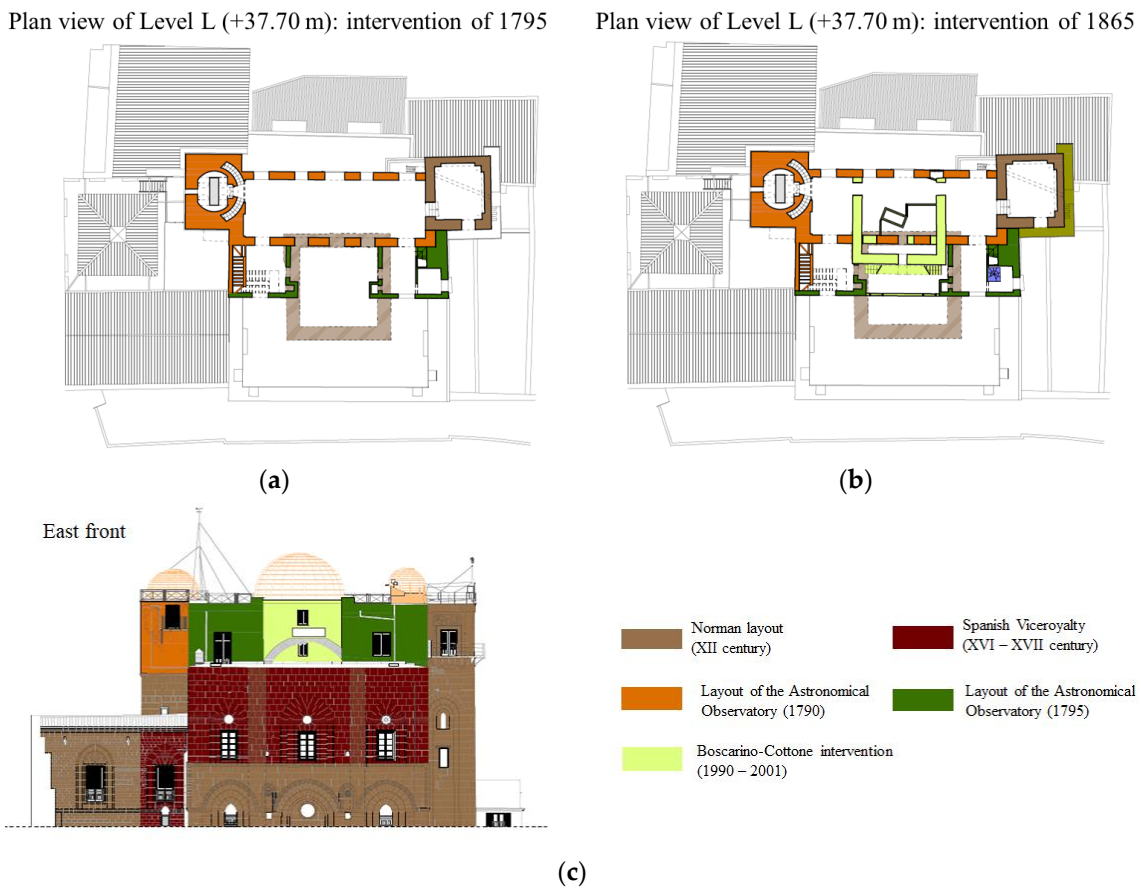 Plan view of Level L (+37.70 m): intervention of 1795
Plan view of Level L (+37.70 m): intervention of 1865
(a)
(b)
East front
Norman layout
(XII century)
Spanish Viceroyalty
(XVI – XVII century)
Layout of the Astronomical
Observatory (1790)
Layout of the Astronomical
Observatory (1795)
Boscarino-Cottone intervention
(1990 – 2001)
(c)